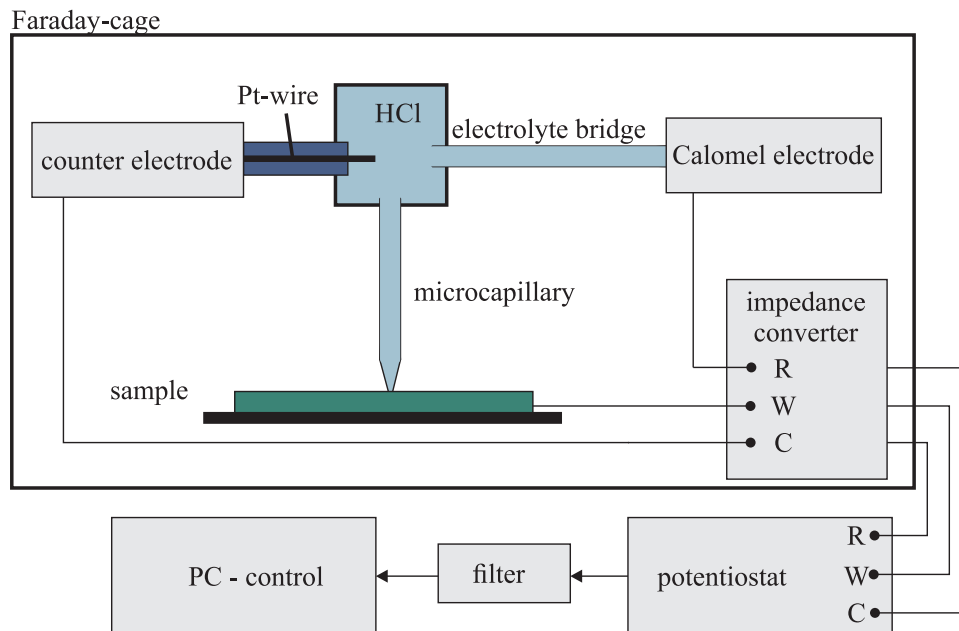 Faraday-cage
Pt-wire
HCl
electrolyte bridge
counter electrode
Calomel electrode
microcapillary
impedance
converter
sample
R
W
C
PC - control
filter
potentiostat
R
W
C